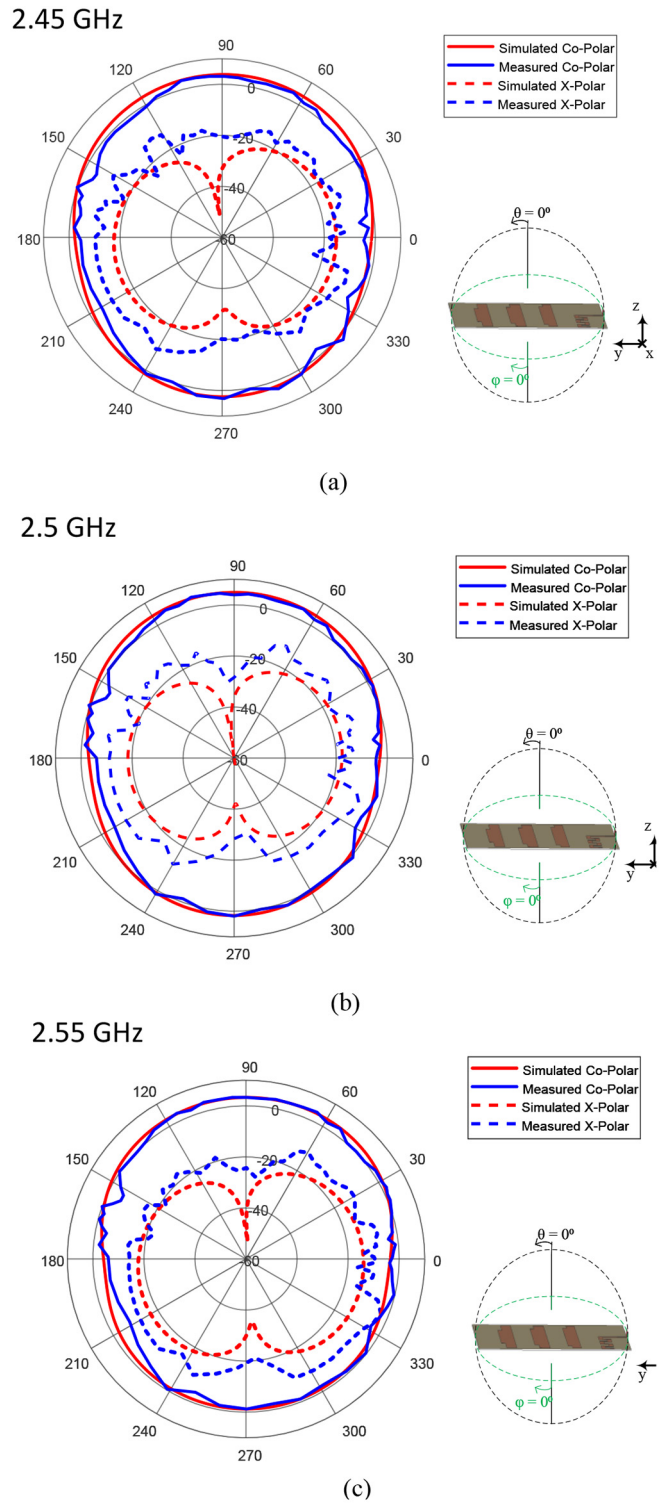 2.45 GHz
90
120
60
0
150
30
-20
-40
180
-60
0
210
330
240
300
270
Simulated Co-Polar
Measured Co-Polar
Simulated X-Polar
Measured X-Polar
θ = 0º
z
y
x
φ = 0º
(a)
2.5 GHz
90
120
60
0
150
30
-20
-40
180
-60
0
210
330
240
300
270
Simulated Co-Polar
Measured Co-Polar
Simulated X-Polar
Measured X-Polar
θ = 0º
z
y
φ = 0º
(b)
2.55 GHz
90
120
60
0
150
30
-20
-40
180
-60
0
210
330
240
300
270
Simulated Co-Polar
Measured Co-Polar
Simulated X-Polar
Measured X-Polar
θ = 0º
y
φ = 0º
(c)